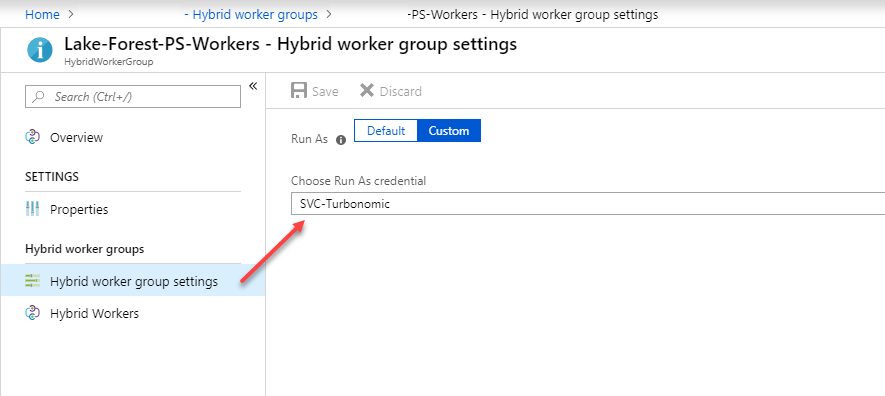 Home > - Hybrid worker groups > -PS-Workers - Hybrid worker group settings
Lake-Forest-PS-Workers - Hybrid worker group settings
HybridWorkerGroup
Search (Ctrl+/)
«
Overview
SETTINGS
Properties
Hybrid worker groups
Hybrid worker group settings
Hybrid Workers
Save Discard
Run As Default Custom
Choose Run As credential
SVC-Turbonomic